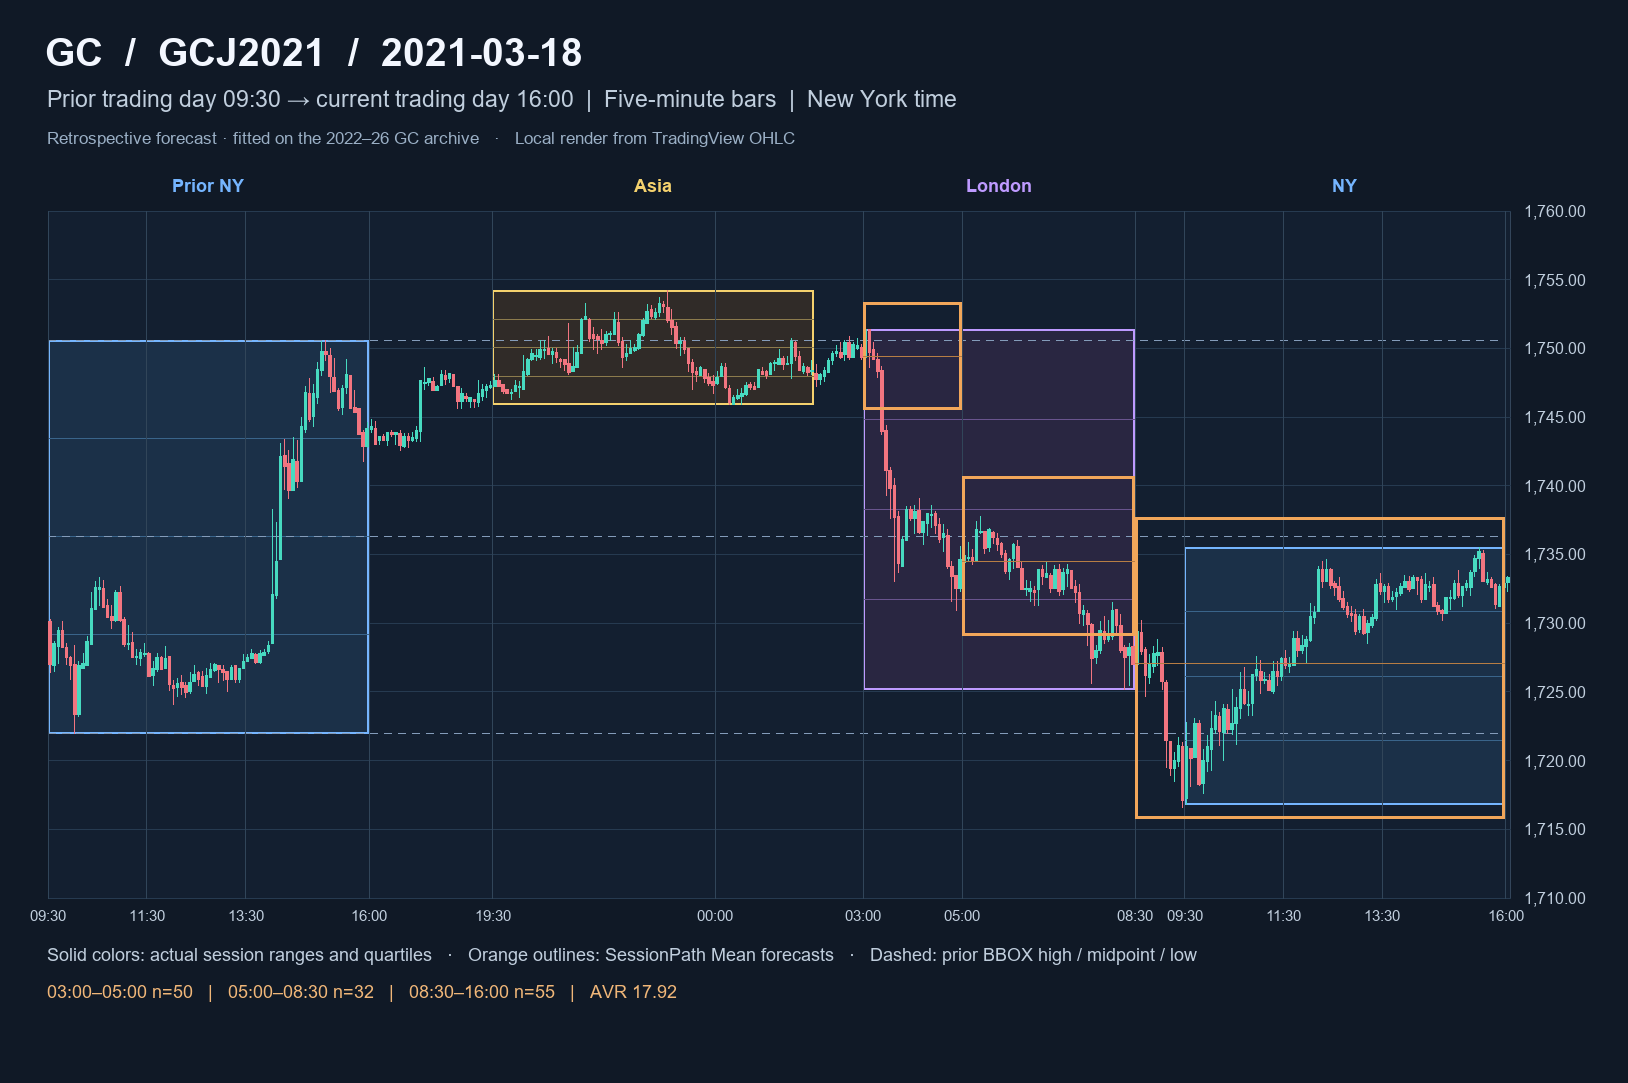 GC / GCJ2021 / 2021-03-18
Prior trading day 09:30 → current trading day 16:00 | Five-minute bars | New York time
Retrospective forecast · fitted on the 2022–26 GC archive · Local render from TradingView OHLC
Prior NY Asia London NY
1,760.00
1,755.00
1,750.00
1,745.00
1,740.00
1,735.00
1,730.00
1,725.00
1,720.00
1,715.00
1,710.00
09:30 11:30 13:30 16:00 19:30 00:00 03:00 05:00 08:30 09:30 11:30 13:30 16:00
Solid colors: actual session ranges and quartiles · Orange outlines: SessionPath Mean forecasts · Dashed: prior BBOX high / midpoint / low
03:00–05:00 n=50 | 05:00–08:30 n=32 | 08:30–16:00 n=55 | AVR 17.92